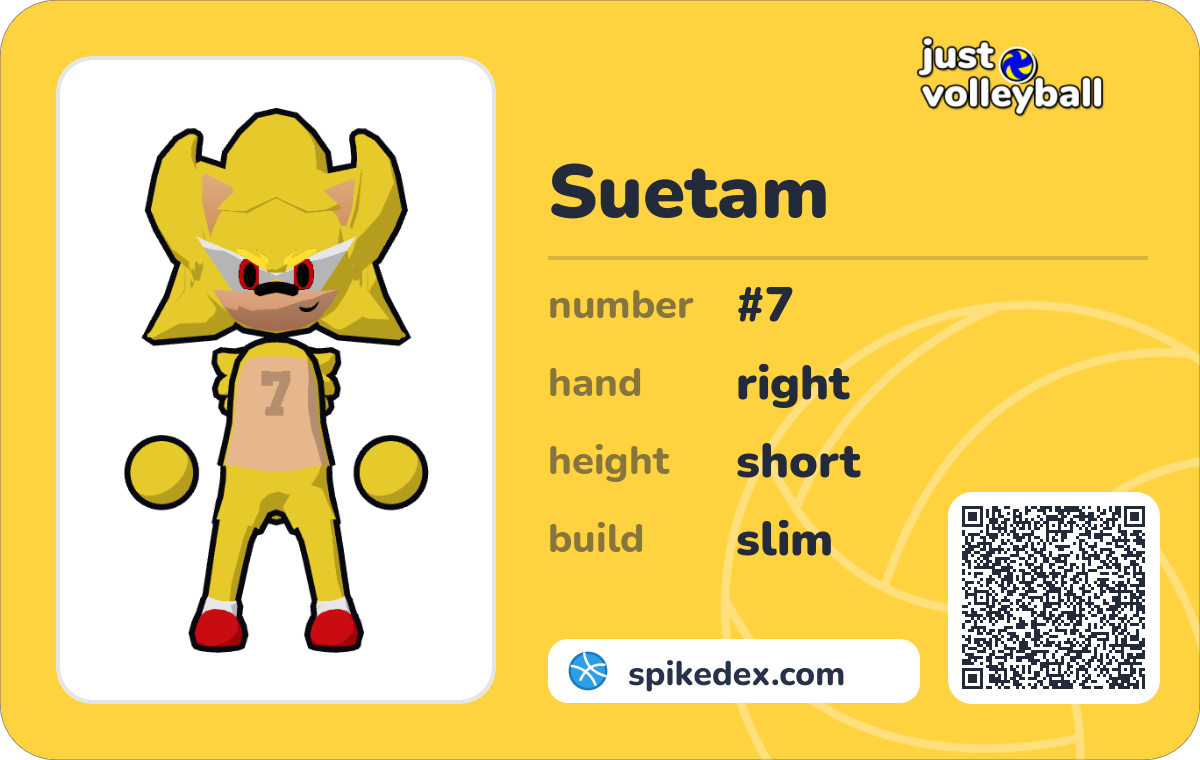 just
volleyball
Suetam
number #7
hand right
height short
build slim
7
spikedex.com